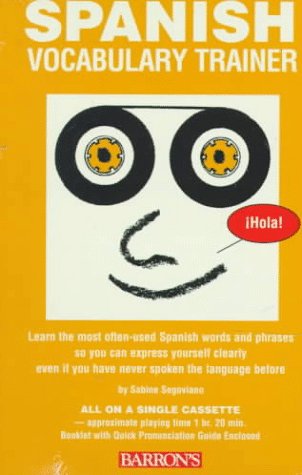 SPANISH
VOCABULARY TRAINER
¡Hola!
Learn the most often-used Spanish words and phrases
so you can express yourself clearly
even if you have never spoken the language before
by Sabine Segoviano
ALL ON A SINGLE CASSETTE
— approximate playing time 1 hr. 20 min.
Booklet with Quick Pronunciation Guide Enclosed
BARRON'S